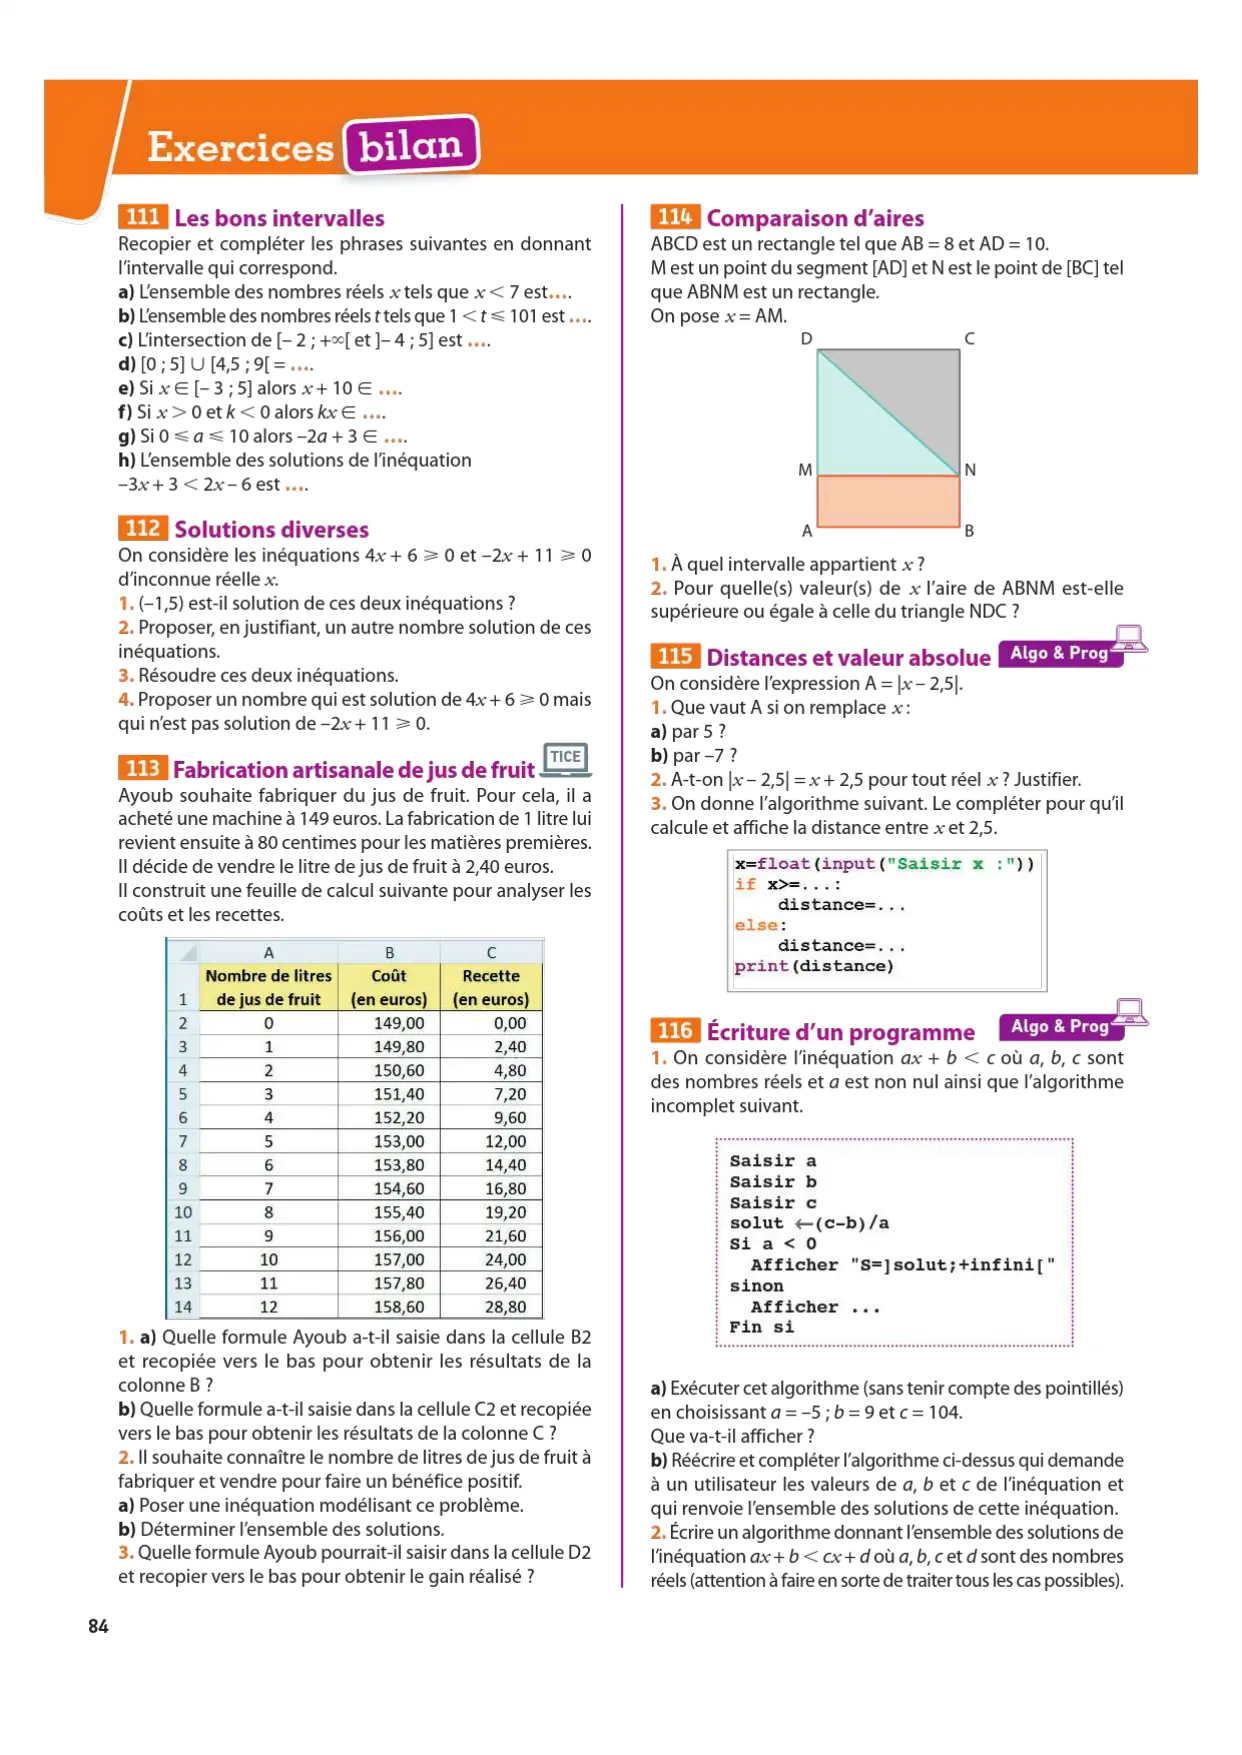 Exercices bilan
111 Les bons intervalles
Recopier et compléter les phrases suivantes en donnant
l'intervalle qui correspond.
a) L'ensemble des nombres réels x tels que x < 7 est....
b) L'ensemble des nombres réels t tels que 1 < t ⩽ 101 est ....
c) L'intersection de [– 2 ; +∞[ et ]– 4 ; 5] est ....
d) [0 ; 5] ∪ [4,5 ; 9[ = ....
e) Si x ∈ [– 3 ; 5] alors x + 10 ∈ ....
f) Si x > 0 et k < 0 alors kx ∈ ....
g) Si 0 ⩽ a ⩽ 10 alors –2a + 3 ∈ ....
h) L'ensemble des solutions de l'inéquation
–3x + 3 < 2x – 6 est ....
112 Solutions diverses
On considère les inéquations 4x + 6 ⩾ 0 et –2x + 11 ⩾ 0
d'inconnue réelle x.
1. (–1,5) est-il solution de ces deux inéquations ?
2. Proposer, en justifiant, un autre nombre solution de ces
inéquations.
3. Résoudre ces deux inéquations.
4. Proposer un nombre qui est solution de 4x + 6 ⩾ 0 mais
qui n'est pas solution de –2x + 11 ⩾ 0.
113 Fabrication artisanale de jus de fruit TICE
Ayoub souhaite fabriquer du jus de fruit. Pour cela, il a
acheté une machine à 149 euros. La fabrication de 1 litre lui
revient ensuite à 80 centimes pour les matières premières.
Il décide de vendre le litre de jus de fruit à 2,40 euros.
Il construit une feuille de calcul suivante pour analyser les
coûts et les recettes.
A B C
Nombre de litres Coût Recette
1 de jus de fruit (en euros) (en euros)
2 0 149,00 0,00
3 1 149,80 2,40
4 2 150,60 4,80
5 3 151,40 7,20
6 4 152,20 9,60
7 5 153,00 12,00
8 6 153,80 14,40
9 7 154,60 16,80
10 8 155,40 19,20
11 9 156,00 21,60
12 10 157,00 24,00
13 11 157,80 26,40
14 12 158,60 28,80
1. a) Quelle formule Ayoub a-t-il saisie dans la cellule B2
et recopiée vers le bas pour obtenir les résultats de la
colonne B ?
b) Quelle formule a-t-il saisie dans la cellule C2 et recopiée
vers le bas pour obtenir les résultats de la colonne C ?
2. Il souhaite connaître le nombre de litres de jus de fruit à
fabriquer et vendre pour faire un bénéfice positif.
a) Poser une inéquation modélisant ce problème.
b) Déterminer l'ensemble des solutions.
3. Quelle formule Ayoub pourrait-il saisir dans la cellule D2
et recopier vers le bas pour obtenir le gain réalisé ?
114 Comparaison d'aires
ABCD est un rectangle tel que AB = 8 et AD = 10.
M est un point du segment [AD] et N est le point de [BC] tel
que ABNM est un rectangle.
On pose x = AM.
D C
M N
A B
1. À quel intervalle appartient x ?
2. Pour quelle(s) valeur(s) de x l'aire de ABNM est-elle
supérieure ou égale à celle du triangle NDC ?
115 Distances et valeur absolue Algo & Prog
On considère l'expression A = |x – 2,5|.
1. Que vaut A si on remplace x :
a) par 5 ?
b) par –7 ?
2. A-t-on |x – 2,5| = x + 2,5 pour tout réel x ? Justifier.
3. On donne l'algorithme suivant. Le compléter pour qu'il
calcule et affiche la distance entre x et 2,5.
x=float(input("Saisir x :"))
if x>=...:
distance=...
else:
distance=...
print(distance)
116 Écriture d'un programme Algo & Prog
1. On considère l'inéquation ax + b < c où a, b, c sont
des nombres réels et a est non nul ainsi que l'algorithme
incomplet suivant.
Saisir a
Saisir b
Saisir c
solut ←(c-b)/a
Si a < 0
Afficher "S=]solut;+infini["
sinon
Afficher ...
Fin si
a) Exécuter cet algorithme (sans tenir compte des pointillés)
en choisissant a = –5 ; b = 9 et c = 104.
Que va-t-il afficher ?
b) Réécrire et compléter l'algorithme ci-dessus qui demande
à un utilisateur les valeurs de a, b et c de l'inéquation et
qui renvoie l'ensemble des solutions de cette inéquation.
2. Écrire un algorithme donnant l'ensemble des solutions de
l'inéquation ax + b < cx + d où a, b, c et d sont des nombres
réels (attention à faire en sorte de traiter tous les cas possibles).
84